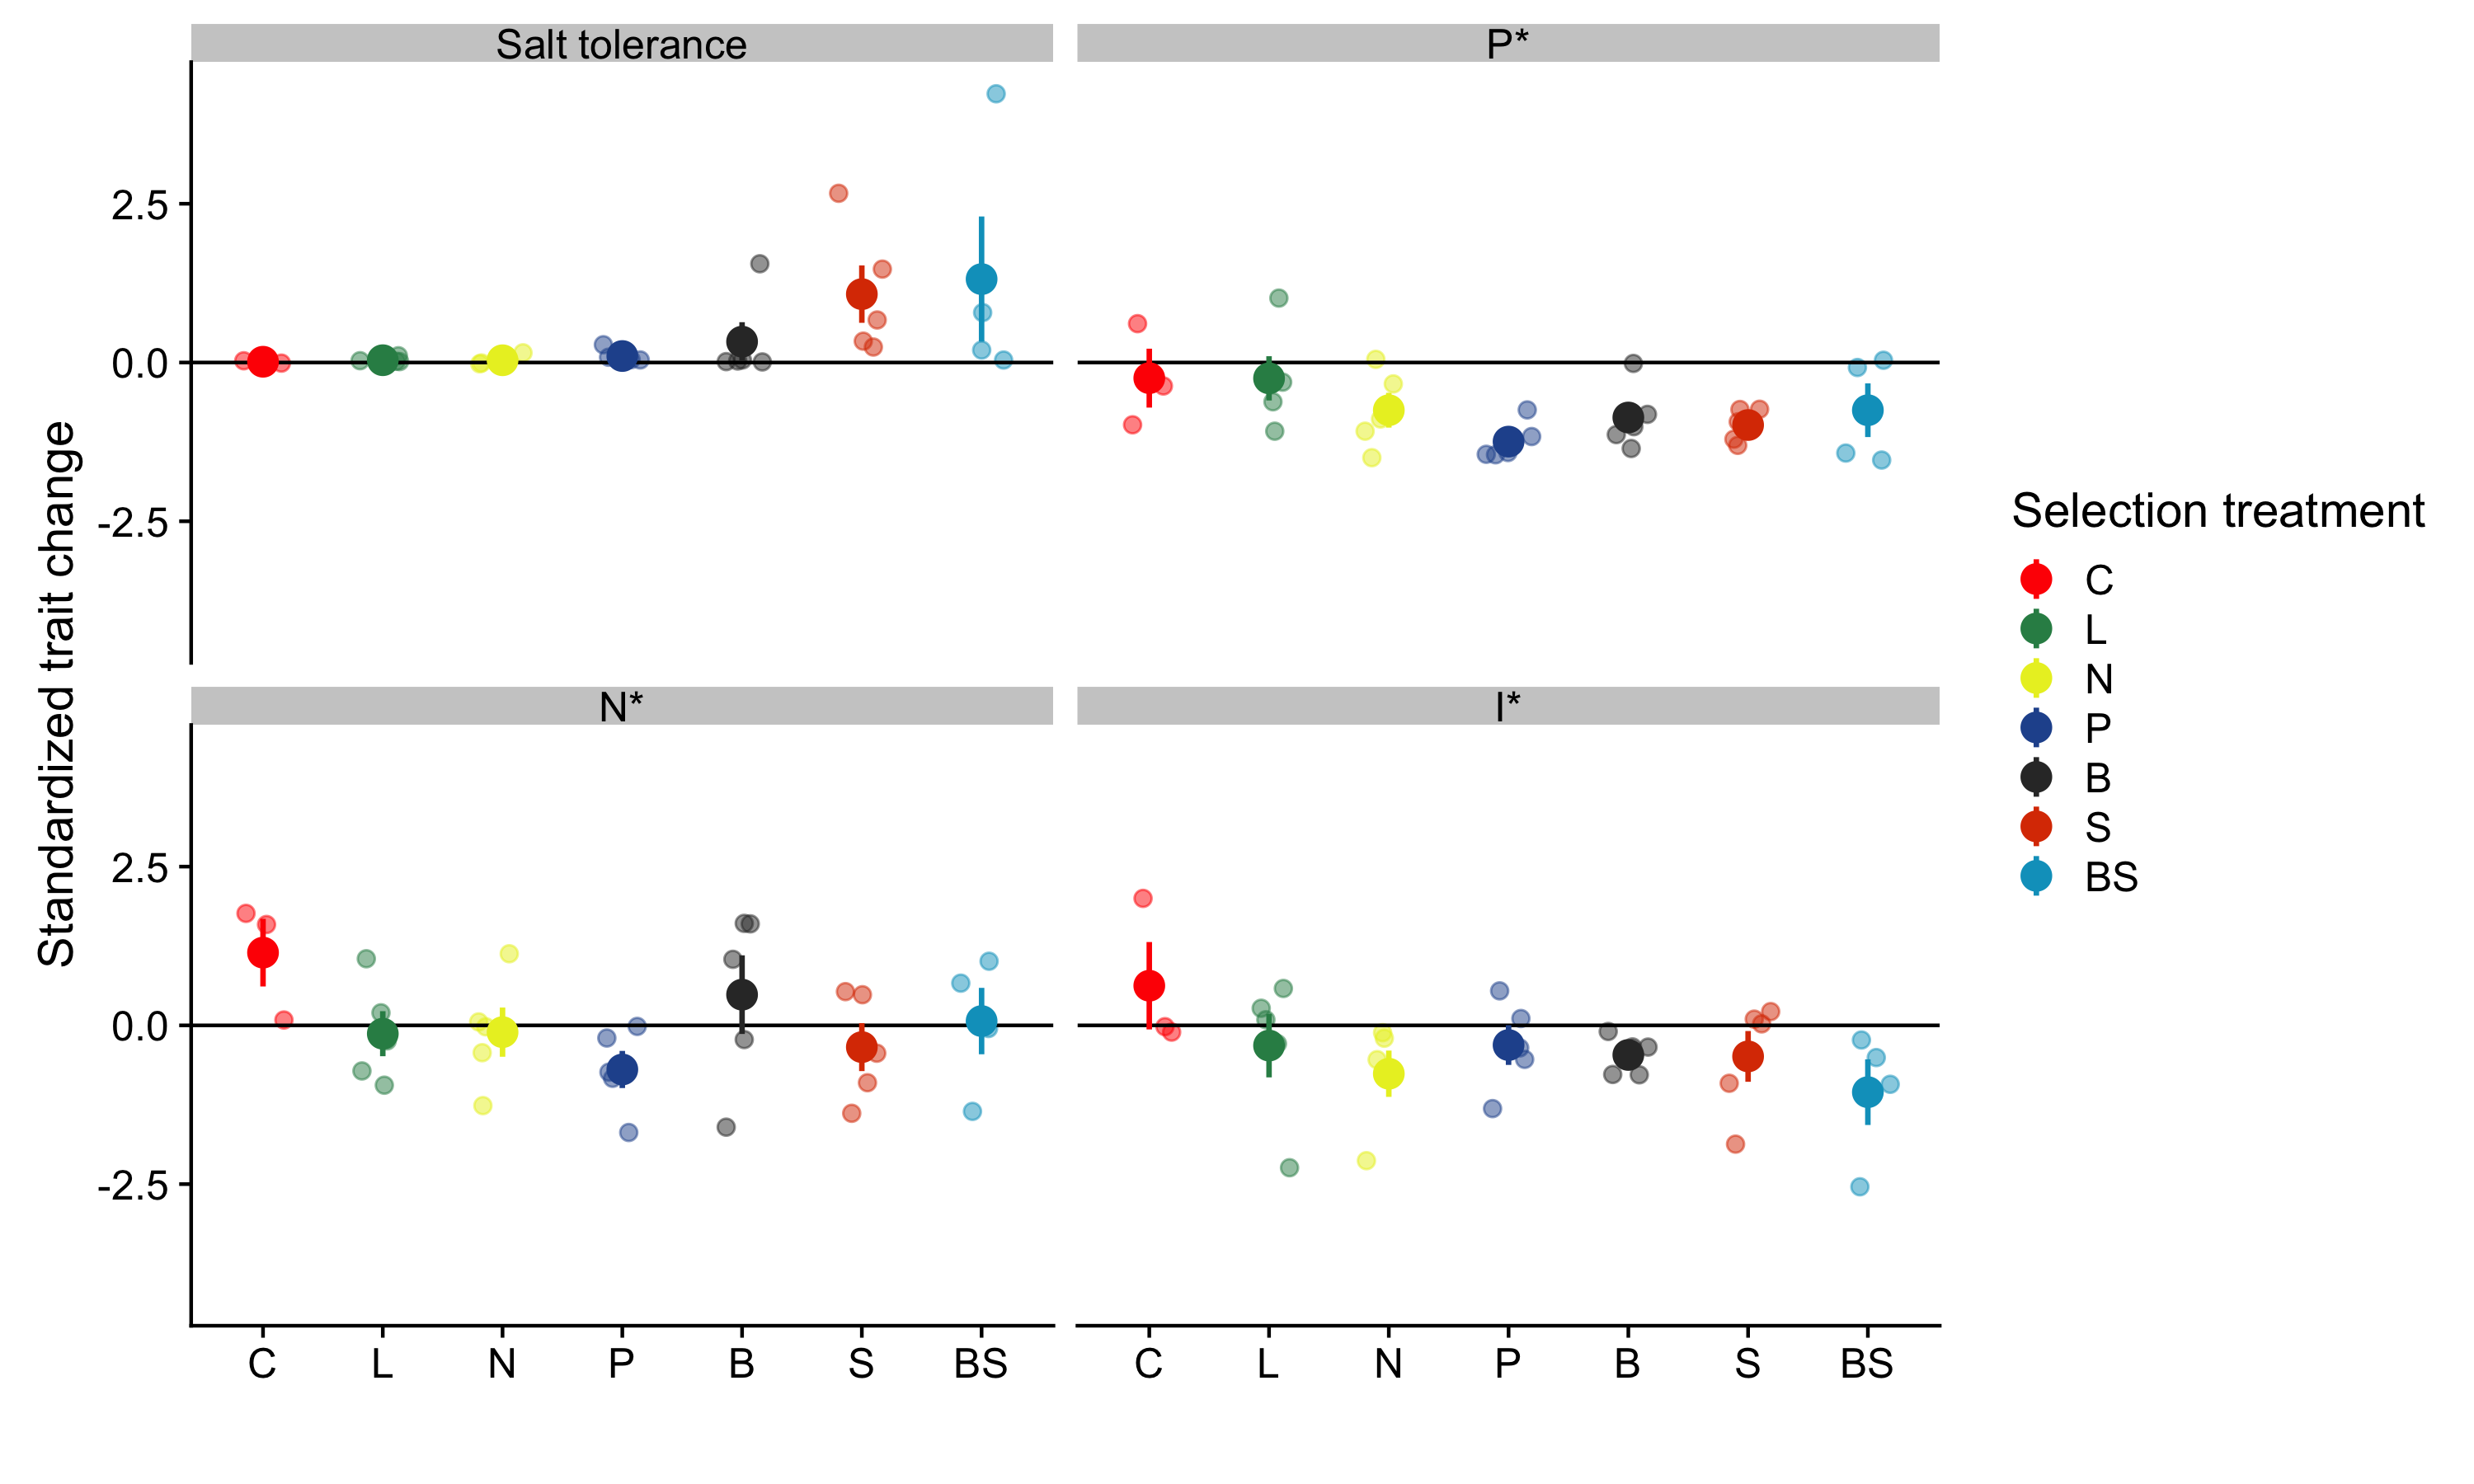 Salt tolerance
P*
2.5
0.0
-2.5
N*
I*
2.5
0.0
-2.5
C L N P B S BS
C L N P B S BS
Standardized trait change
Selection treatment
C
L
N
P
B
S
BS